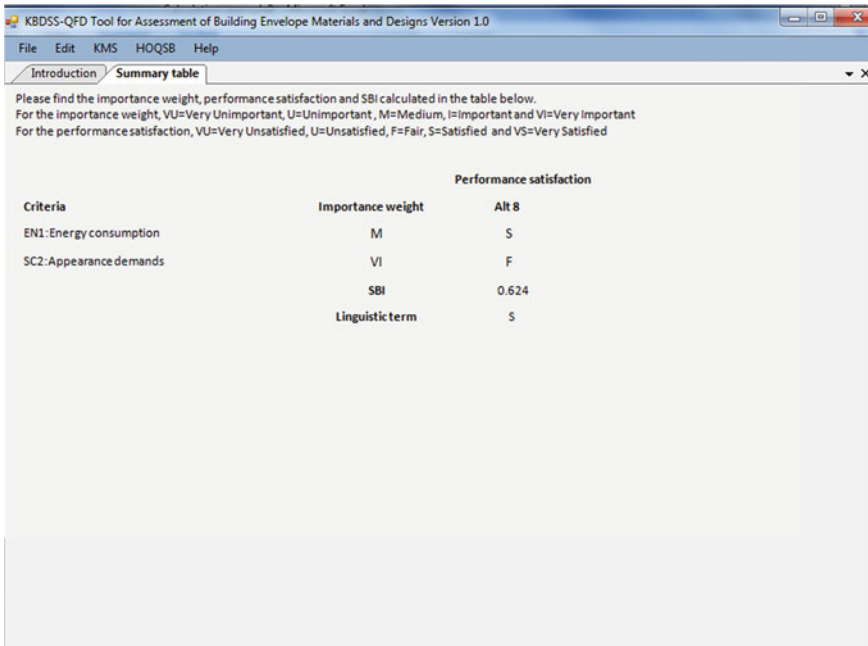 KBDSS-QFD Tool for Assessment of Building Envelope Materials and Designs Version 1.0
File Edit KMS HOQSB Help
Introduction Summary table
Please find the importance weight, performance satisfaction and SBI calculated in the table below.
For the importance weight, VU=Very Unimportant, U=Unimportant , M=Medium, I=Important and VI=Very Important
For the performance satisfaction, VU=Very Unsatisfied, U=Unsatisfied, F=Fair, S=Satisfied and VS=Very Satisfied
Performance satisfaction
Criteria Importance weight Alt 8
EN1:Energy consumption M S
SC2:Appearance demands VI F
SBI 0.624
Linguistic term S